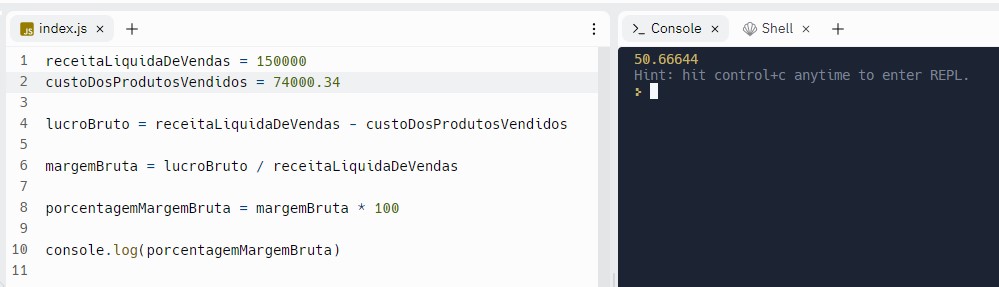 JS index.js × +
1 receitaLiquidaDeVendas = 150000
2 custoDosProdutosVendidos = 74000.34
3
4 lucroBruto = receitaLiquidaDeVendas - custoDosProdutosVendidos
5
6 margemBruta = lucroBruto / receitaLiquidaDeVendas
7
8 porcentagemMargemBruta = margemBruta * 100
9
10 console.log(porcentagemMargemBruta)
11
>_ Console × Shell × +
50.66644
Hint: hit control+c anytime to enter REPL.